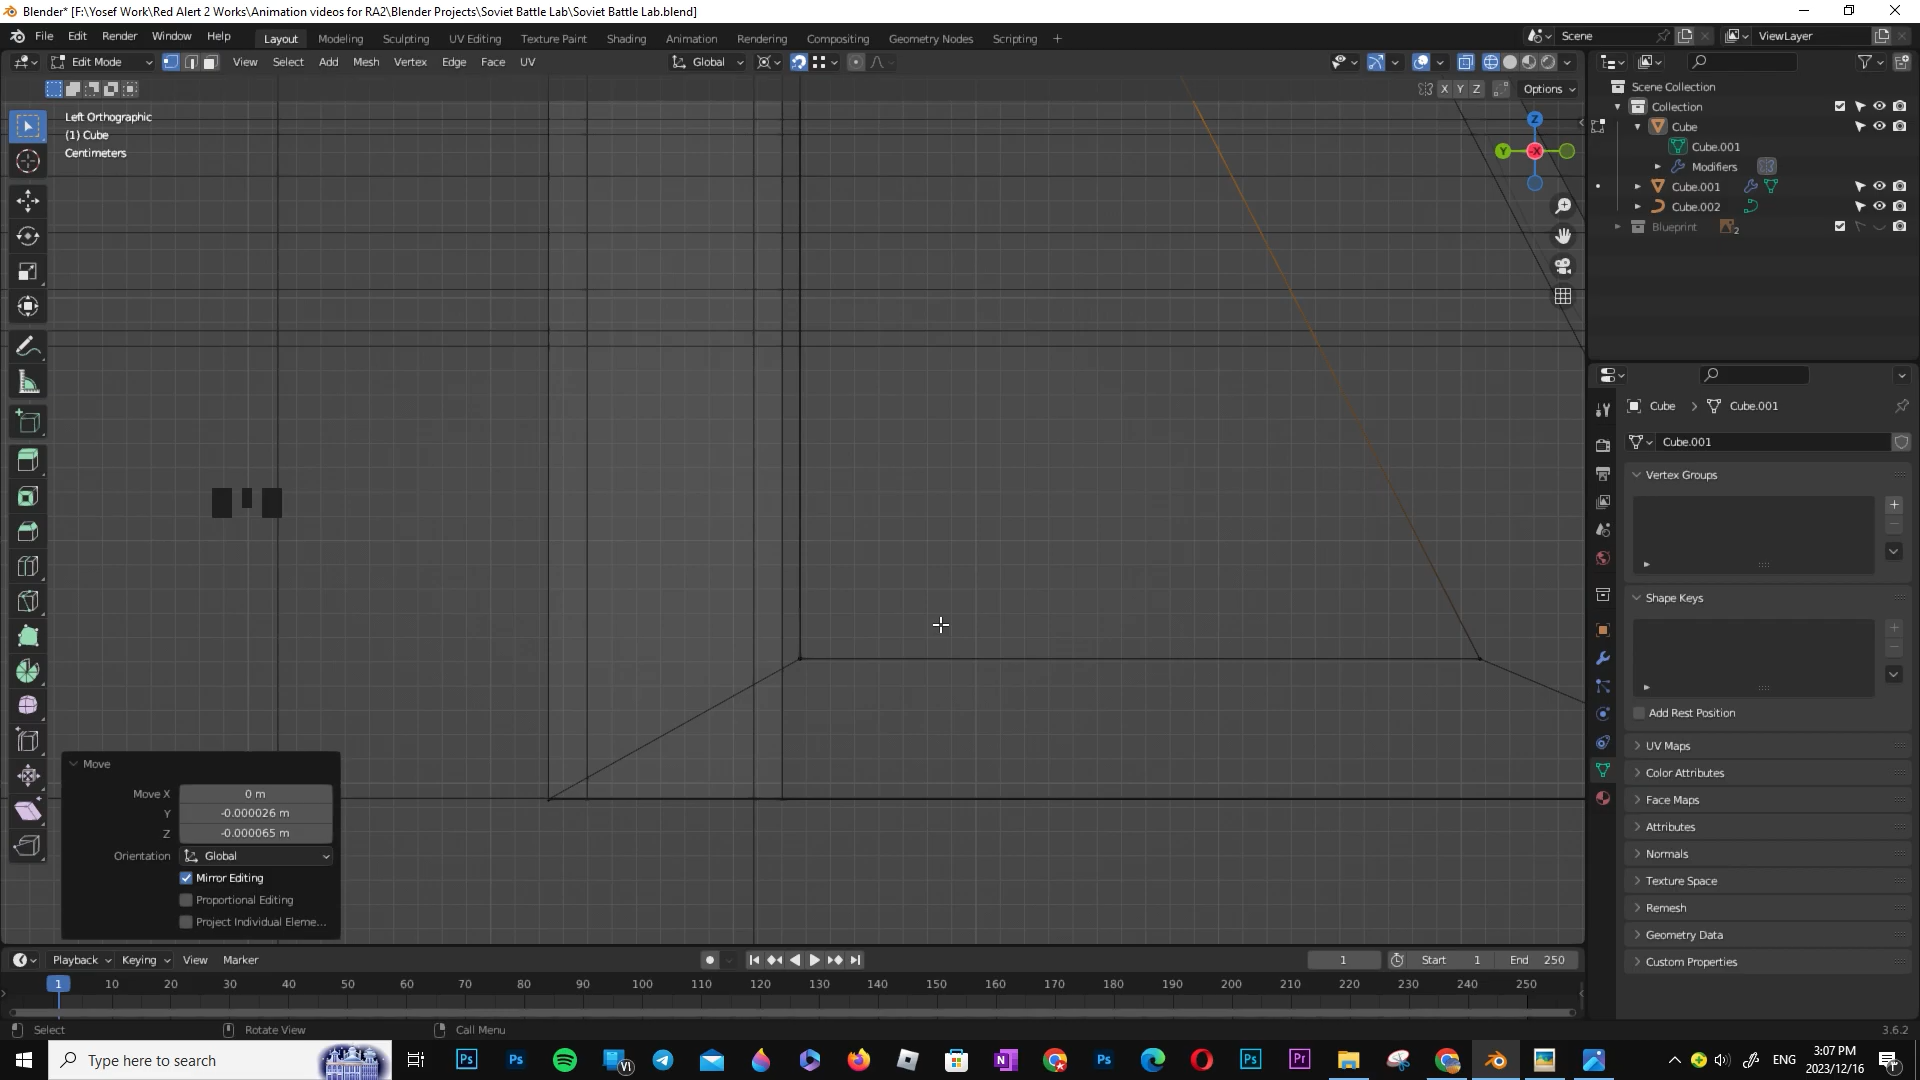 Blender* [F:\Yosef Work\Red Alert 2 Works\Animation videos for RA2\Blender Projects\Soviet Battle Lab\Soviet Battle Lab.blend]
File Edit Render Window Help Layout Modeling Sculpting UV Editing Texture Paint Shading Animation Rendering Compositing Geometry Nodes Scripting + Scene ViewLayer
Edit Mode View Select Add Mesh Vertex Edge Face UV Global
X Y Z Options
Left Orthographic
(1) Cube
Centimeters
Z
Y -X
Scene Collection
Collection
Cube
Cube.001
Modifiers
Cube.001
Cube.002
Blueprint 2
Cube Cube.001
Cube.001
Vertex Groups
Shape Keys
Add Rest Position
UV Maps
Color Attributes
Face Maps
Attributes
Normals
Texture Space
Remesh
Geometry Data
Custom Properties
Move
Move X 0 m
Y -0.000026 m
Z -0.000065 m
Orientation Global
Mirror Editing
Proportional Editing
Project Individual Eleme...
Playback Keying View Marker 1 Start 1 End 250
1 10 20 30 40 50 60 70 80 90 100 110 120 130 140 150 160 170 180 190 200 210 220 230 240 250
Select Rotate View Call Menu 3.6.2
Type here to search
Ps Ps VI N Ps Ps Pr ENG
3:07 PM
2023/12/16